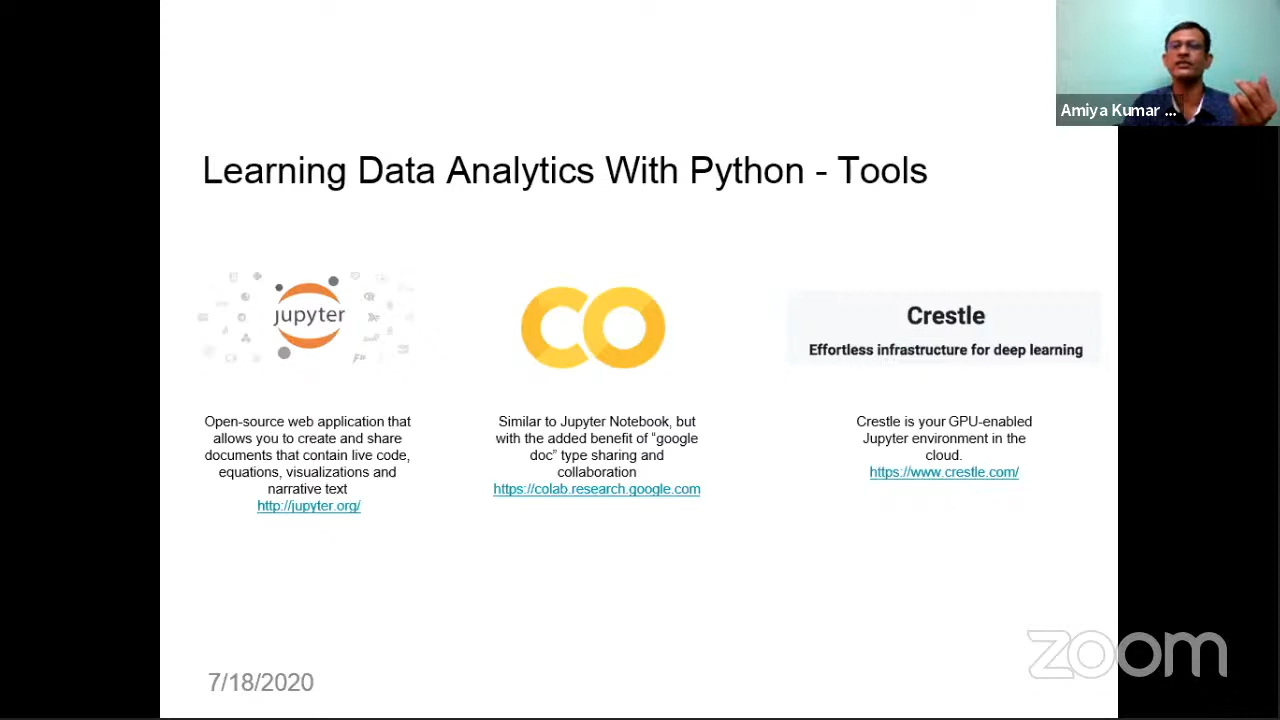 Amiya Kumar ...
Learning Data Analytics With Python - Tools
jupyter
Open-source web application that
allows you to create and share
documents that contain live code,
equations, visualizations and
narrative text
http://jupyter.org/
CO
Similar to Jupyter Notebook, but
with the added benefit of “google
doc” type sharing and
collaboration
https://colab.research.google.com
Crestle
Effortless infrastructure for deep learning
Crestle is your GPU-enabled
Jupyter environment in the
cloud.
https://www.crestle.com/
7/18/2020
zoom